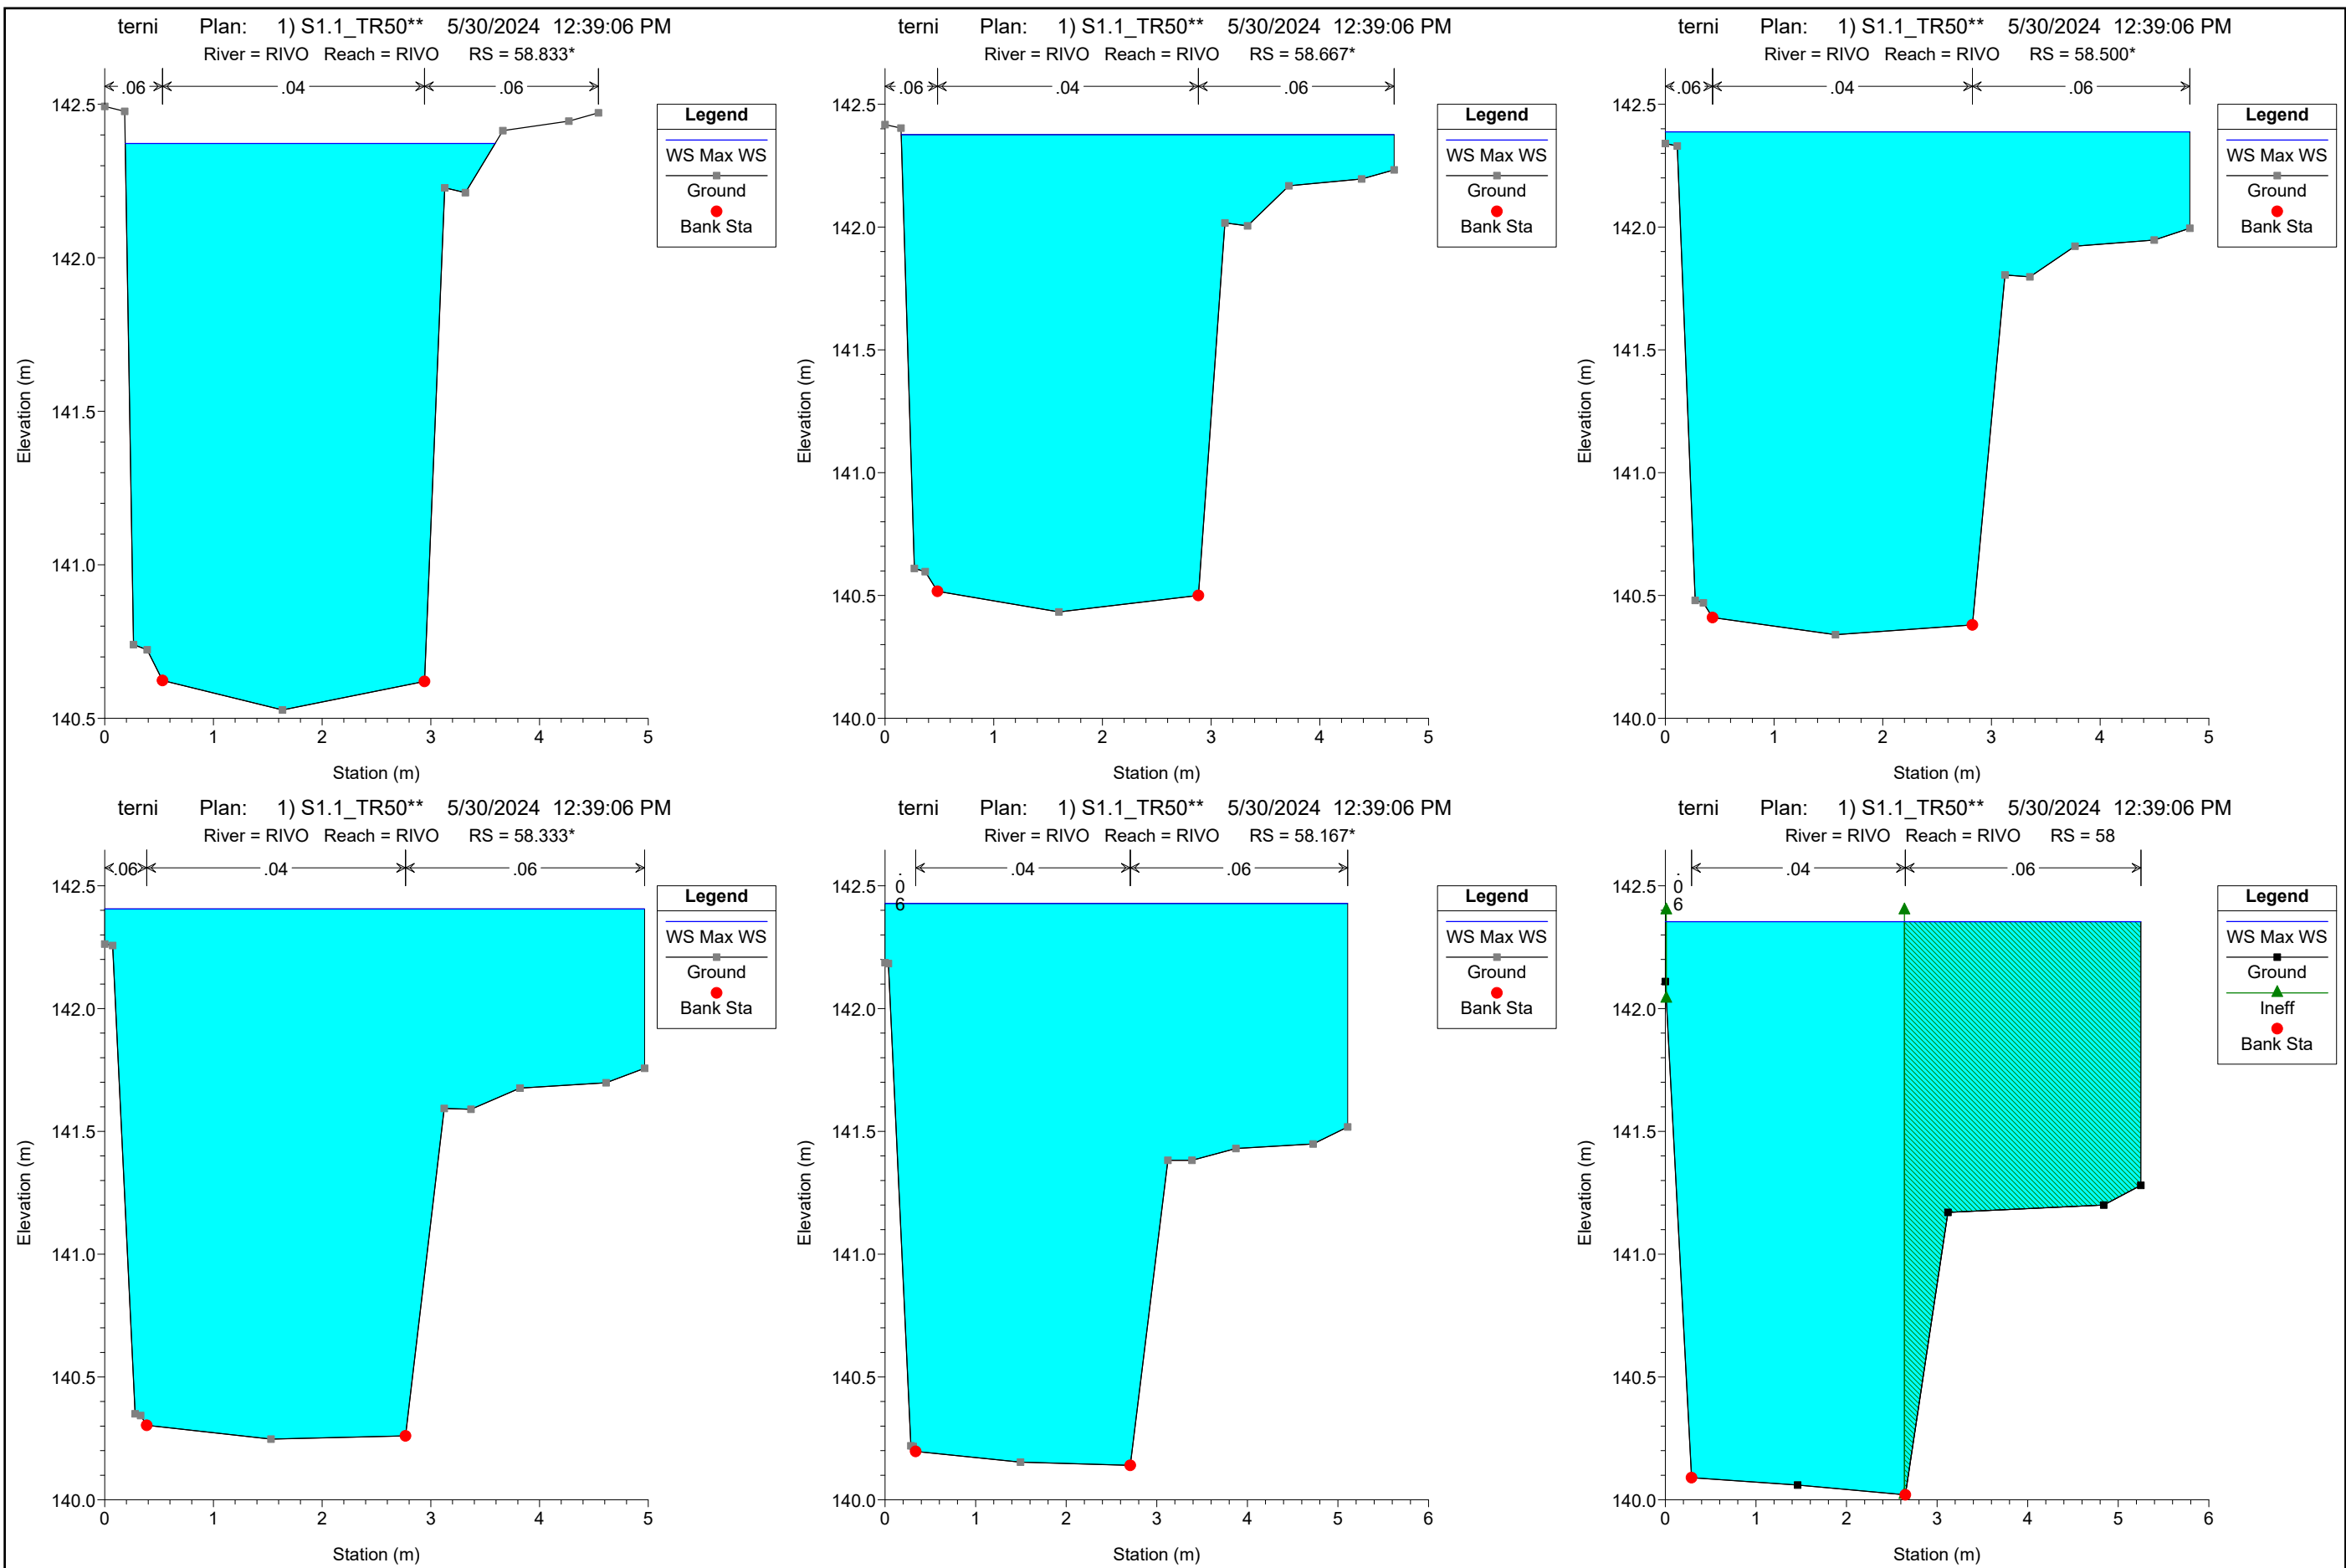 terni Plan: 1) S1.1_TR50** 5/30/2024 12:39:06 PM
River = RIVO Reach = RIVO RS = 58.833*
.06 .04 .06
Legend
WS Max WS
Ground
Bank Sta
142.5
142.0
141.5
141.0
140.5
Elevation (m)
0 1 2 3 4 5
Station (m)
terni Plan: 1) S1.1_TR50** 5/30/2024 12:39:06 PM
River = RIVO Reach = RIVO RS = 58.667*
.06 .04 .06
Legend
WS Max WS
Ground
Bank Sta
142.5
142.0
141.5
141.0
140.5
140.0
Elevation (m)
0 1 2 3 4 5
Station (m)
terni Plan: 1) S1.1_TR50** 5/30/2024 12:39:06 PM
River = RIVO Reach = RIVO RS = 58.500*
.06 .04 .06
Legend
WS Max WS
Ground
Bank Sta
142.5
142.0
141.5
141.0
140.5
140.0
Elevation (m)
0 1 2 3 4 5
Station (m)
terni Plan: 1) S1.1_TR50** 5/30/2024 12:39:06 PM
River = RIVO Reach = RIVO RS = 58.333*
.06 .04 .06
Legend
WS Max WS
Ground
Bank Sta
142.5
142.0
141.5
141.0
140.5
140.0
Elevation (m)
0 1 2 3 4 5
Station (m)
terni Plan: 1) S1.1_TR50** 5/30/2024 12:39:06 PM
River = RIVO Reach = RIVO RS = 58.167*
.06 .04 .06
Legend
WS Max WS
Ground
Bank Sta
142.5
142.0
141.5
141.0
140.5
140.0
Elevation (m)
0 1 2 3 4 5 6
Station (m)
terni Plan: 1) S1.1_TR50** 5/30/2024 12:39:06 PM
River = RIVO Reach = RIVO RS = 58
.06 .04 .06
Legend
WS Max WS
Ground
Ineff
Bank Sta
142.5
142.0
141.5
141.0
140.5
140.0
Elevation (m)
0 1 2 3 4 5 6
Station (m)